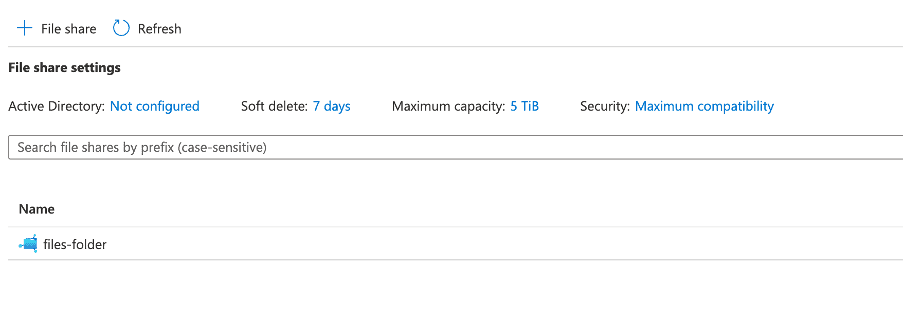 File share Refresh
File share settings
Active Directory: Not configured Soft delete: 7 days Maximum capacity: 5 TiB Security: Maximum compatibility
Search file shares by prefix (case-sensitive)
Name
files-folder